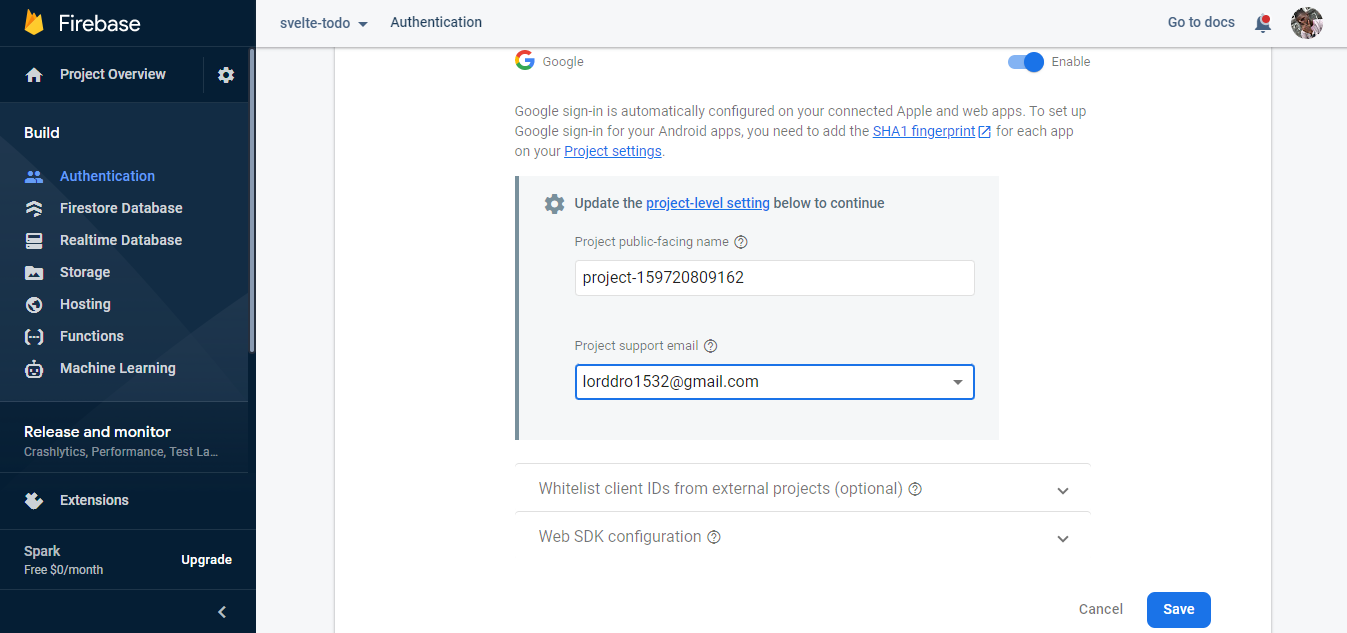 Firebase
svelte-todo
Authentication
Go to docs
Project Overview
Build
Authentication
Firestore Database
Realtime Database
Storage
Hosting
Functions
Machine Learning
Release and monitor
Crashlytics, Performance, Test La...
Extensions
Spark
Free $0/month
Upgrade
Google
Enable
Google sign-in is automatically configured on your connected Apple and web apps. To set up
Google sign-in for your Android apps, you need to add the SHA1 fingerprint for each app
on your Project settings.
Update the project-level setting below to continue
Project public-facing name
project-159720809162
Project support email
lorddro1532@gmail.com
Whitelist client IDs from external projects (optional)
Web SDK configuration
Cancel
Save